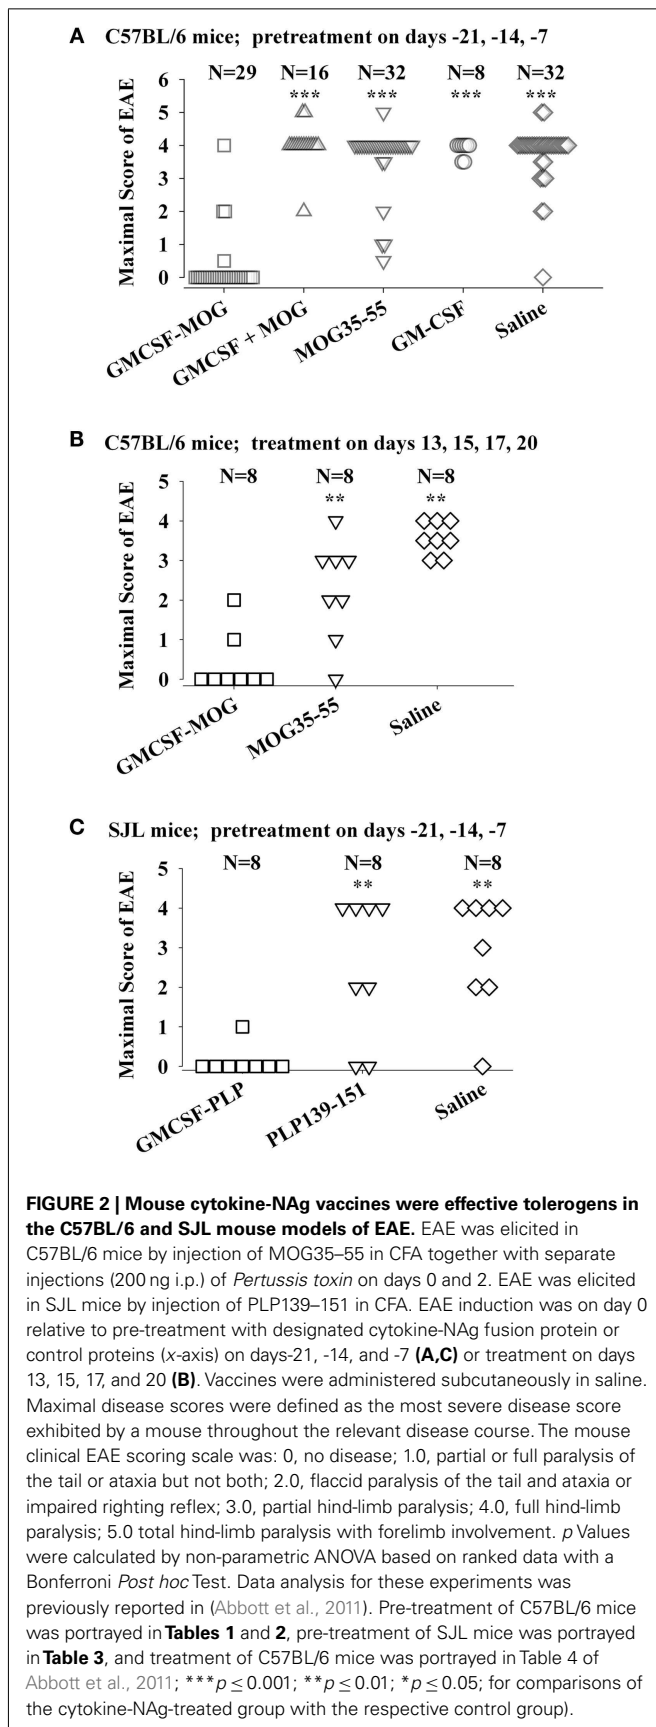 A C57BL/6 mice; pretreatment on days -21, -14, -7
N=29 N=16 N=32 N=8 N=32
*** *** *** ***
Maximal Score of EAE
6
5
4
3
2
1
0
GMCSF-MOG
GMCSF + MOG
MOG35-55
GM-CSF
Saline
B C57BL/6 mice; treatment on days 13, 15, 17, 20
N=8 N=8 N=8
** **
Maximal Score of EAE
5
4
3
2
1
0
GMCSF-MOG
MOG35-55
Saline
C SJL mice; pretreatment on days -21, -14, -7
N=8 N=8 N=8
** **
Maximal Score of EAE
5
4
3
2
1
0
GMCSF-PLP
PLP139-151
Saline
FIGURE 2 | Mouse cytokine-NAg vaccines were effective tolerogens in
the C57BL/6 and SJL mouse models of EAE. EAE was elicited in
C57BL/6 mice by injection of MOG35–55 in CFA together with separate
injections (200 ng i.p.) of Pertussis toxin on days 0 and 2. EAE was elicited
in SJL mice by injection of PLP139–151 in CFA. EAE induction was on day 0
relative to pre-treatment with designated cytokine-NAg fusion protein or
control proteins (x-axis) on days-21, -14, and -7 (A,C) or treatment on days
13, 15, 17, and 20 (B). Vaccines were administered subcutaneously in saline.
Maximal disease scores were defined as the most severe disease score
exhibited by a mouse throughout the relevant disease course. The mouse
clinical EAE scoring scale was: 0, no disease; 1.0, partial or full paralysis of
the tail or ataxia but not both; 2.0, flaccid paralysis of the tail and ataxia or
impaired righting reflex; 3.0, partial hind-limb paralysis; 4.0, full hind-limb
paralysis; 5.0 total hind-limb paralysis with forelimb involvement. p Values
were calculated by non-parametric ANOVA based on ranked data with a
Bonferroni Post hoc Test. Data analysis for these experiments was
previously reported in (Abbott et al., 2011). Pre-treatment of C57BL/6 mice
was portrayed in Tables 1 and 2, pre-treatment of SJL mice was portrayed
in Table 3, and treatment of C57BL/6 mice was portrayed in Table 4 of
Abbott et al., 2011; ***p ≤ 0.001; **p ≤ 0.01; *p ≤ 0.05; for comparisons of
the cytokine-NAg-treated group with the respective control group).